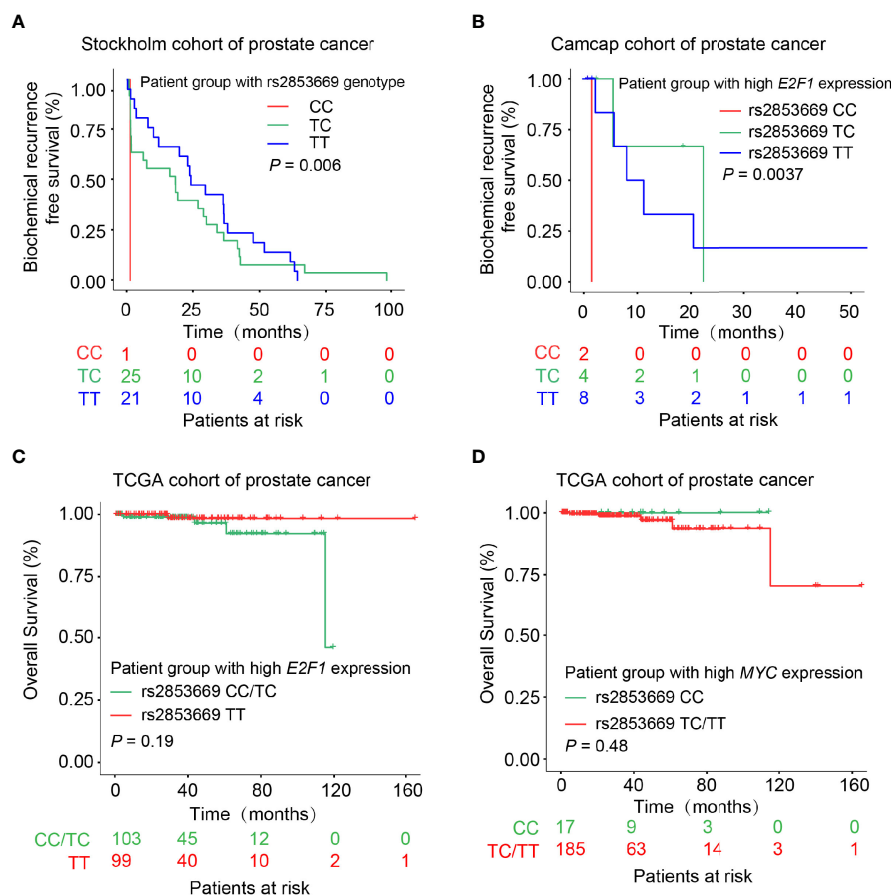 A
Stockholm cohort of prostate cancer
Biochemical recurrence
free survival (%)
1.00
0.75
0.50
0.25
0.00
Patient group with rs2853669 genotype
CC
TC
TT
P = 0.006
0 25 50 75 100
Time (months)
CC 1 0 0 0 0
TC 25 10 2 1 0
TT 21 10 4 0 0
Patients at risk
B
Camcap cohort of prostate cancer
Biochemical recurrence
free survival (%)
1.00
0.75
0.50
0.25
0.00
Patient group with high E2F1 expression
rs2853669 CC
rs2853669 TC
rs2853669 TT
P = 0.0037
0 10 20 30 40 50
Time (months)
CC 2 0 0 0 0 0
TC 4 2 1 0 0 0
TT 8 3 2 1 1 1
Patients at risk
C
TCGA cohort of prostate cancer
Overall Survival (%)
1.00
0.75
0.50
0.25
0.00
Patient group with high E2F1 expression
rs2853669 CC/TC
rs2853669 TT
P = 0.19
0 40 80 120 160
Time (months)
CC/TC 103 45 12 0 0
TT 99 40 10 2 1
Patients at risk
D
TCGA cohort of prostate cancer
Overall Survival (%)
1.00
0.75
0.50
0.25
0.00
Patient group with high MYC expression
rs2853669 CC
rs2853669 TC/TT
P = 0.48
0 40 80 120 160
Time (months)
CC 17 9 3 0 0
TC/TT 185 63 14 3 1
Patients at risk